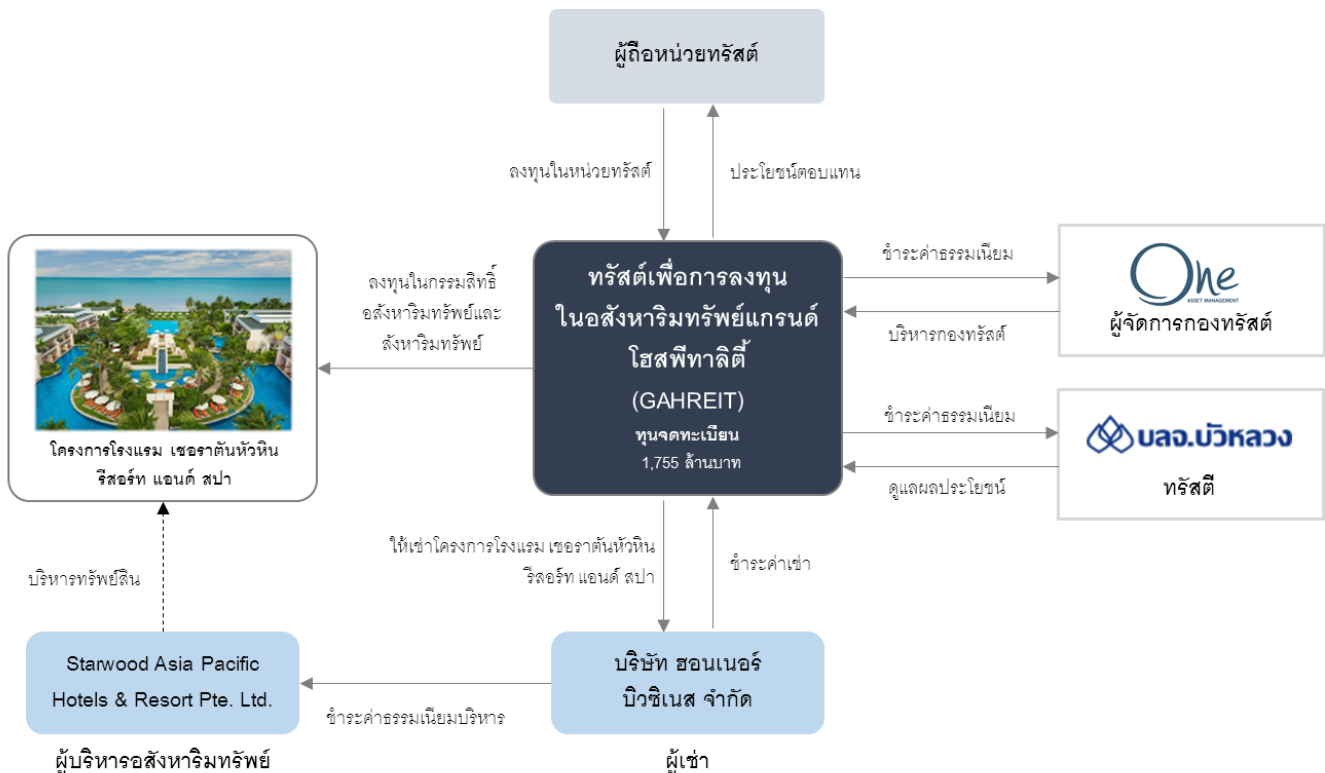 ผู้ถือหน่วยทรัสต์
ลงทุนในหน่วยทรัสต์
ประโยชน์ตอบแทน
โครงการโรงแรม เชอราตันหัวหิน
รีสอร์ท แอนด์ สปา
ลงทุนในกรรมสิทธิ์
อสังหาริมทรัพย์และ
สังหาริมทรัพย์
ทรัสต์เพื่อการลงทุน
ในอสังหาริมทรัพย์แกรนด์
โฮสพีทาลิตี้
(GAHREIT)
ทุนจดทะเบียน
1,755 ล้านบาท
ชำระค่าธรรมเนียม
บริหารกองทรัสต์
One
ASSET MANAGEMENT
ผู้จัดการกองทรัสต์
ชำระค่าธรรมเนียม
ดูแลผลประโยชน์
บลจ.บัวหลวง
ทรัสตี
บริหารทรัพย์สิน
ให้เช่าโครงการโรงแรม เชอราตันหัวหิน
รีสอร์ท แอนด์ สปา
ชำระค่าเช่า
Starwood Asia Pacific
Hotels & Resort Pte. Ltd.
ผู้บริหารอสังหาริมทรัพย์
ชำระค่าธรรมเนียมบริหาร
บริษัท ฮอนเนอร์
บิวซิเนส จำกัด
ผู้เช่า